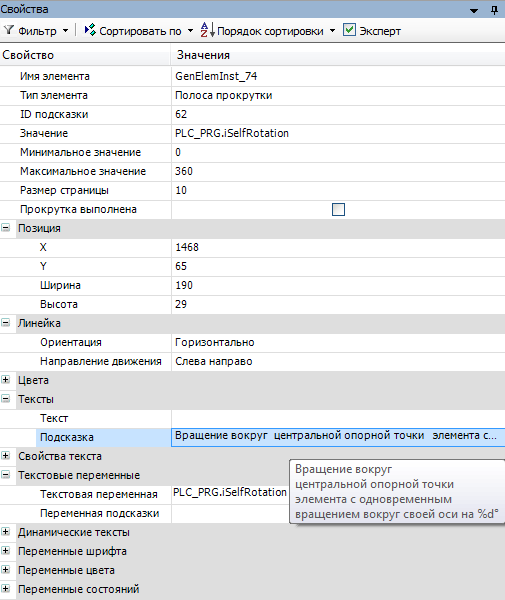 Свойства
Фильтр Сортировать по Порядок сортировки Эксперт
Свойство Значения
Имя элемента GenElemInst_74
Тип элемента Полоса прокрутки
ID подсказки 62
Значение PLC_PRG.iSelfRotation
Минимальное значение 0
Максимальное значение 360
Размер страницы 10
Прокрутка выполнена
Позиция
X 1468
Y 65
Ширина 190
Высота 29
Линейка
Ориентация Горизонтально
Направление движения Слева направо
Цвета
Тексты
Текст
Подсказка Вращение вокруг центральной опорной точки элемента с...
Свойства текста
Текстовые переменные
Текстовая переменная PLC_PRG.iSelfRotation
Переменная подсказки
Вращение вокруг
центральной опорной точки
элемента с одновременным
вращением вокруг своей оси на %d°
Динамические тексты
Переменные шрифта
Переменные цвета
Переменные состояний